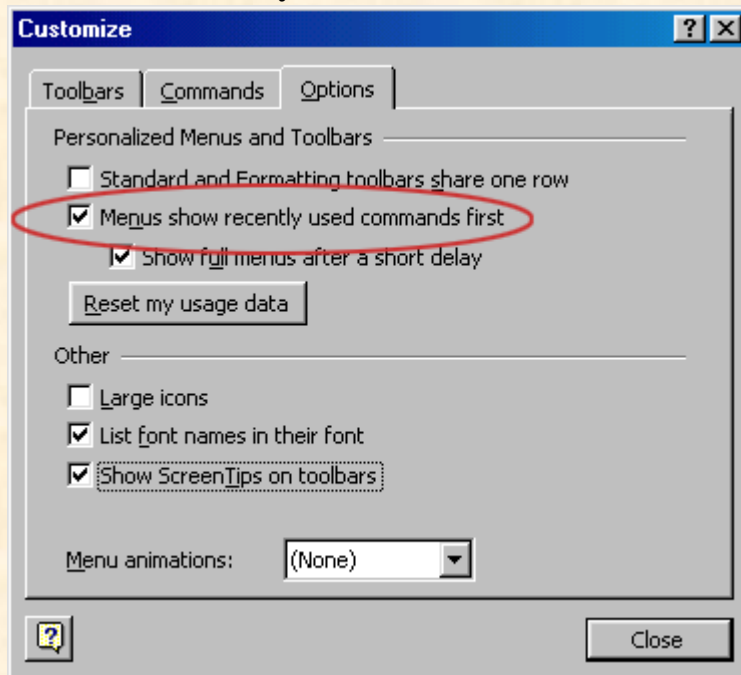 Customize
Toolbars Commands Options
Personalized Menus and Toolbars
Standard and Formatting toolbars share one row
Menus show recently used commands first
Show full menus after a short delay
Reset my usage data
Other
Large icons
List font names in their font
Show ScreenTips on toolbars
Menu animations: (None)
Close